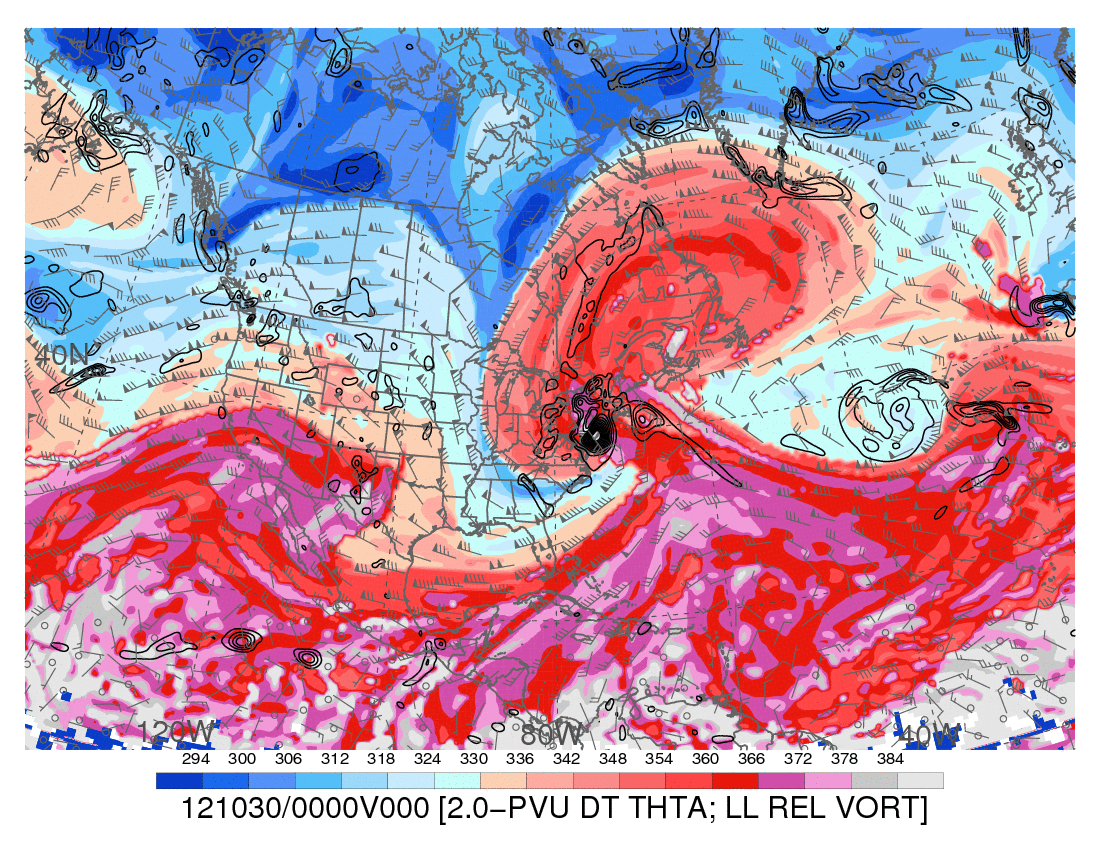 40N
120W
80W
40W
294 300 306 312 318 324 330 336 342 348 354 360 366 372 378 384
121030/0000V000 [2.0−PVU DT THTA; LL REL VORT]